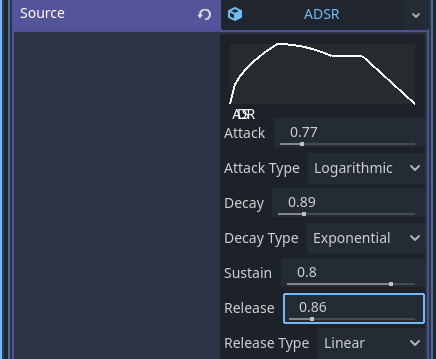 Source
ADSR
ADSR
Attack 0.77
Attack Type Logarithmic
Decay 0.89
Decay Type Exponential
Sustain 0.8
Release 0.86
Release Type Linear